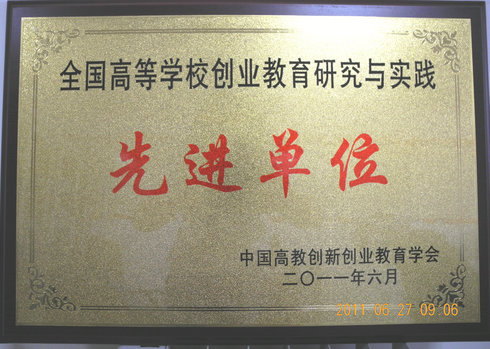 全国高等学校创业教育研究与实践
先进单位
中国高教创新创业教育学会
二〇一一年六月
2011 06 27 09:06